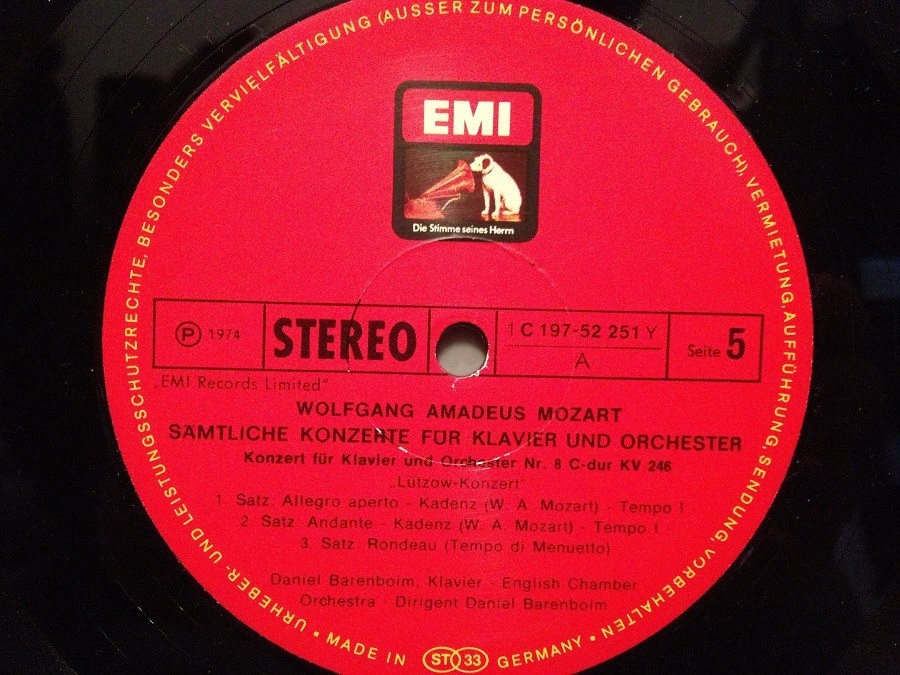 URHEBER- UND LEISTUNGSSCHUTZRECHTE, BESONDERS VERVIELFÄLTIGUNG (AUSSER ZUM PERSÖNLICHEN GEBRAUCH), VERMIETUNG, AUFFÜHRUNG, SENDUNG, VORBEHALTEN
EMI
Die Stimme seines Herrn
℗ 1974
STEREO
1 C 197-52 251 Y
A
Seite 5
„EMI Records Limited"
WOLFGANG AMADEUS MOZART
SÄMTLICHE KONZERTE FÜR KLAVIER UND ORCHESTER
Konzert für Klavier und Orchester Nr. 8 C-dur KV 246
„Lützow-Konzert"
1. Satz: Allegro aperto - Kadenz (W. A. Mozart) - Tempo I
2. Satz: Andante - Kadenz (W. A. Mozart) - Tempo I
3. Satz: Rondeau (Tempo di Menuetto)
Daniel Barenboim, Klavier · English Chamber
Orchestra · Dirigent Daniel Barenboim
• MADE IN ST 33 GERMANY •